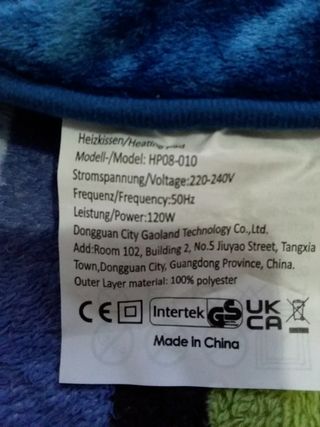 Heizkissen/Heating pad
Modell-/Model: HP08-010
Stromspannung/Voltage:220-240V
Frequenz/Frequency:50Hz
Leistung/Power:120W
Dongguan City Gaoland Technology Co.,Ltd.
Add:Room 102, Building 2, No.5 Jiuyao Street, Tangxia
Town,Dongguan City, Guangdong Province, China.
Outer Layer material: 100% polyester
CE Intertek GS UK CA
Made in China